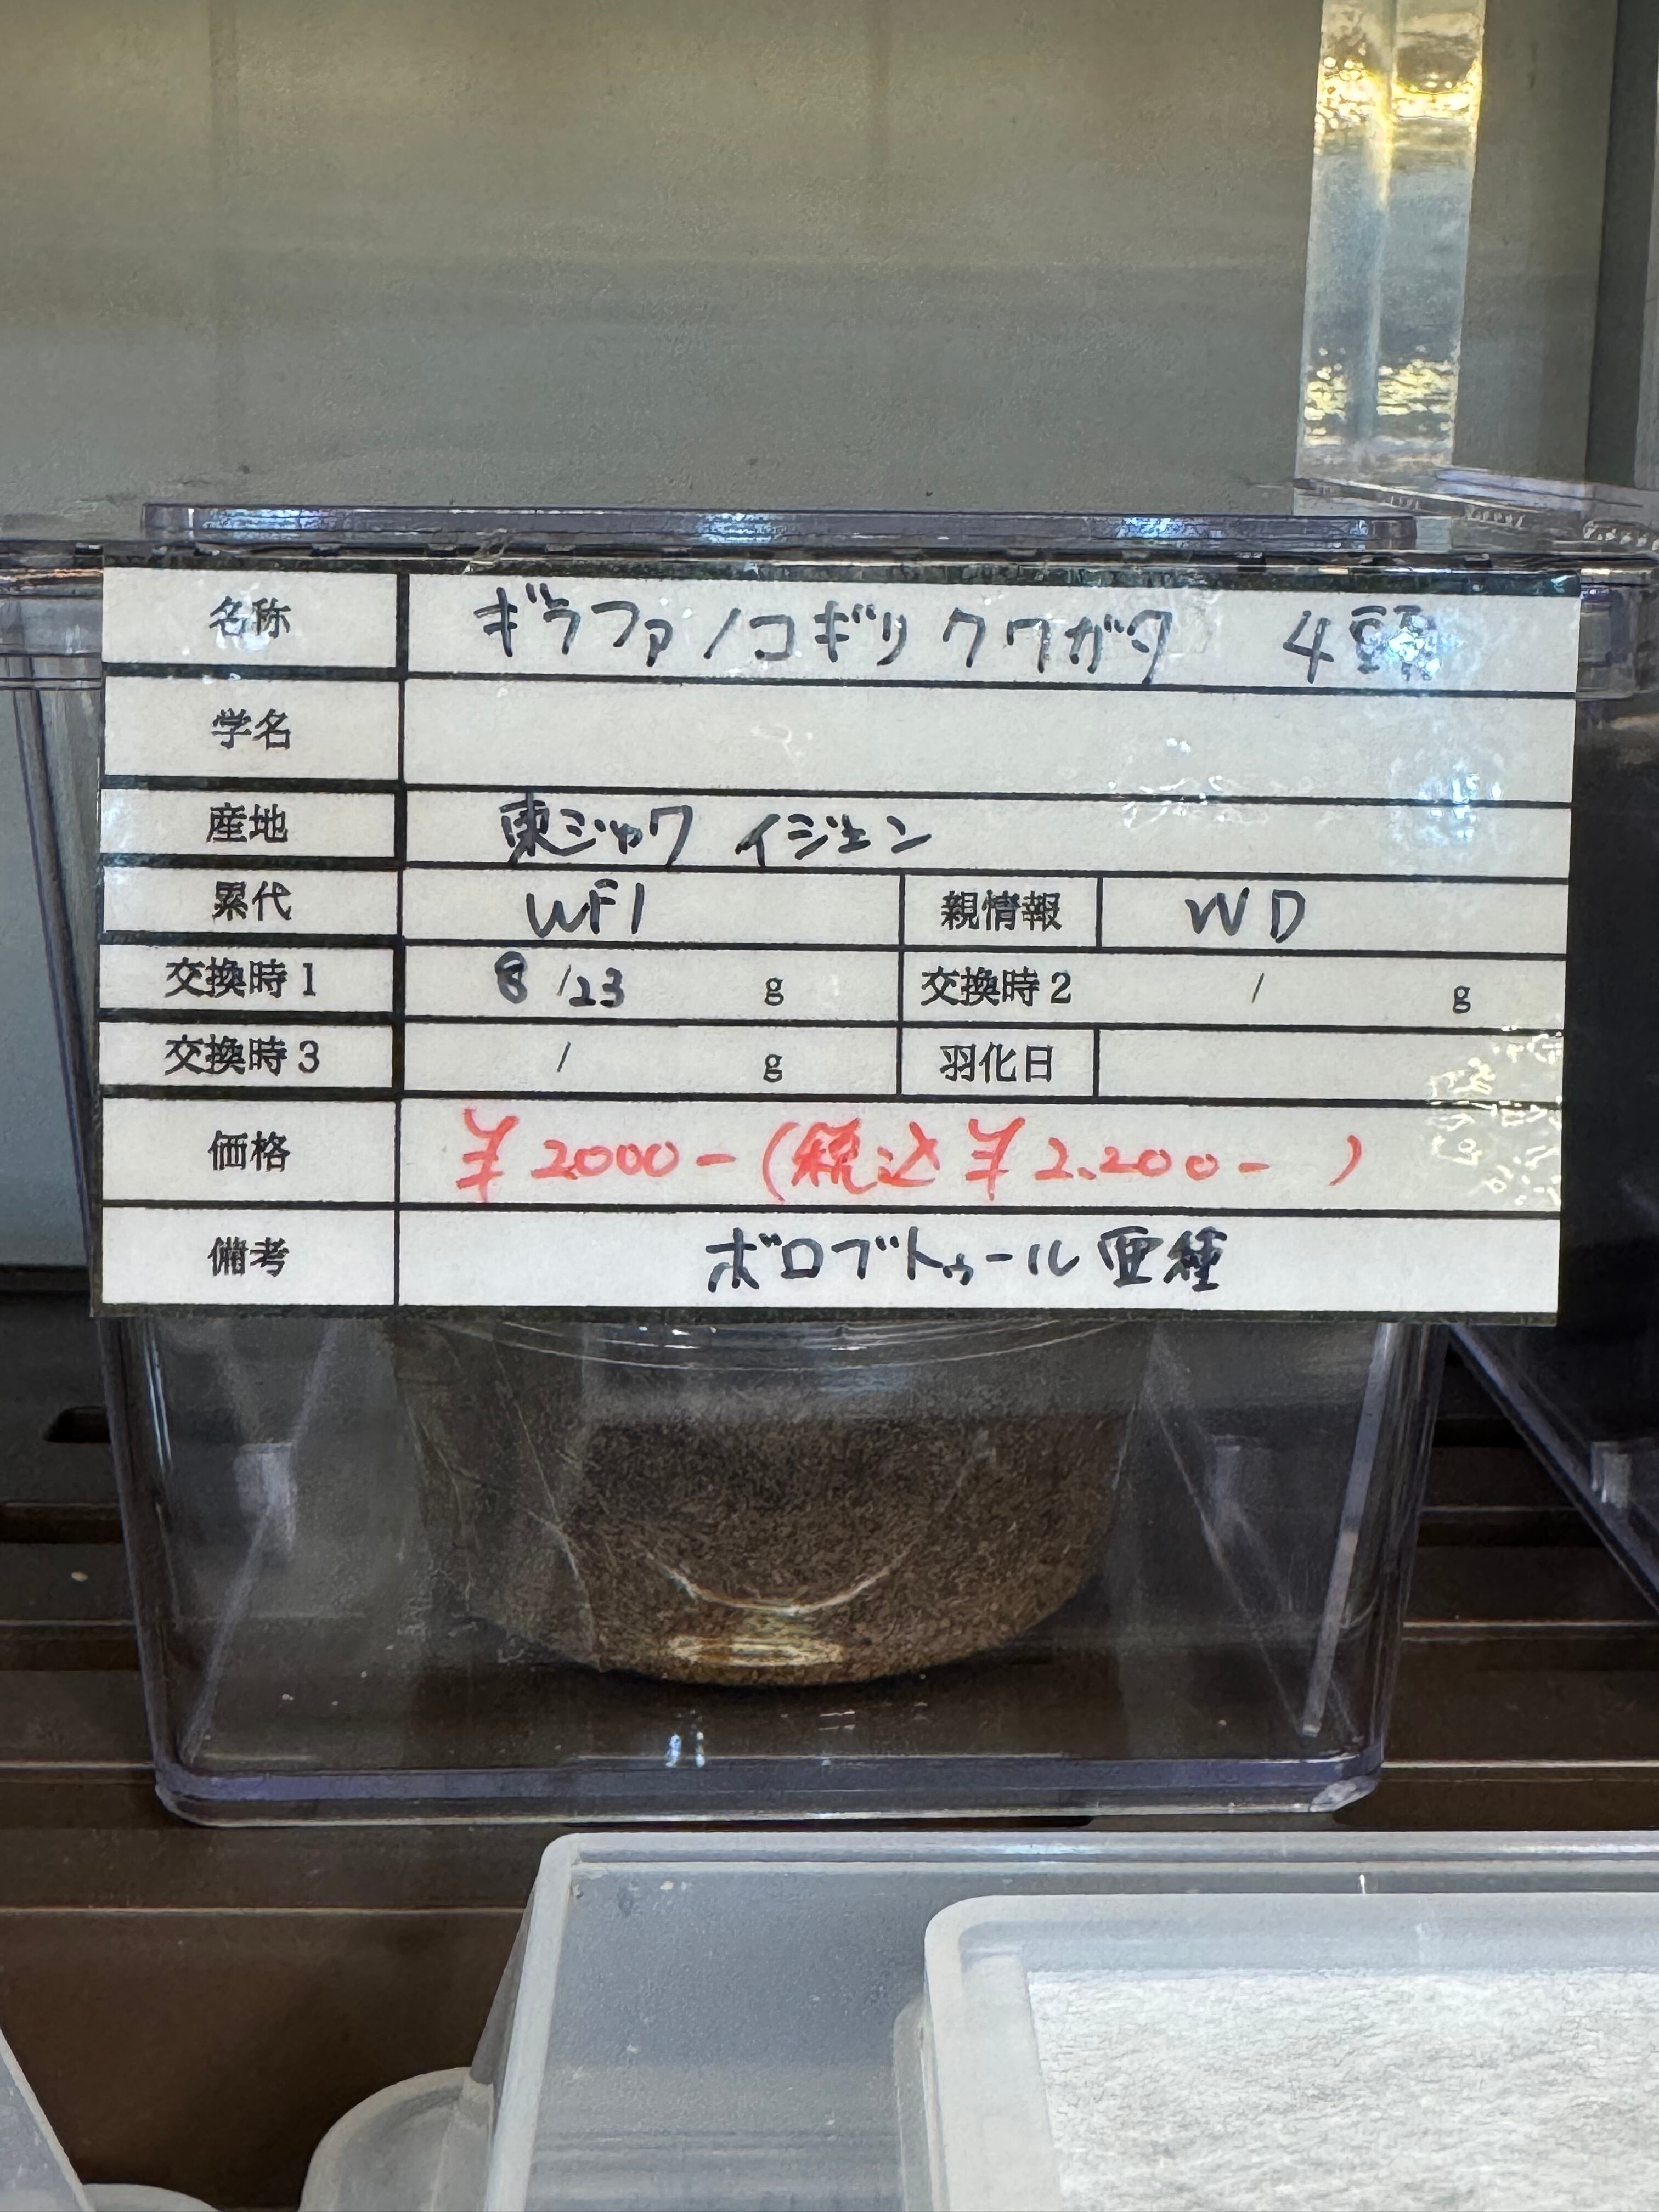 名称 ギラファノコギリクワガタ 4頭
学名
産地 東ジャワ イジェン
累代 WF1 親情報 WD
交換時1 8/23 g 交換時2 / g
交換時3 / g 羽化日
価格 ¥2000-(税込¥2.200- )
備考 ボロブトゥール亜種